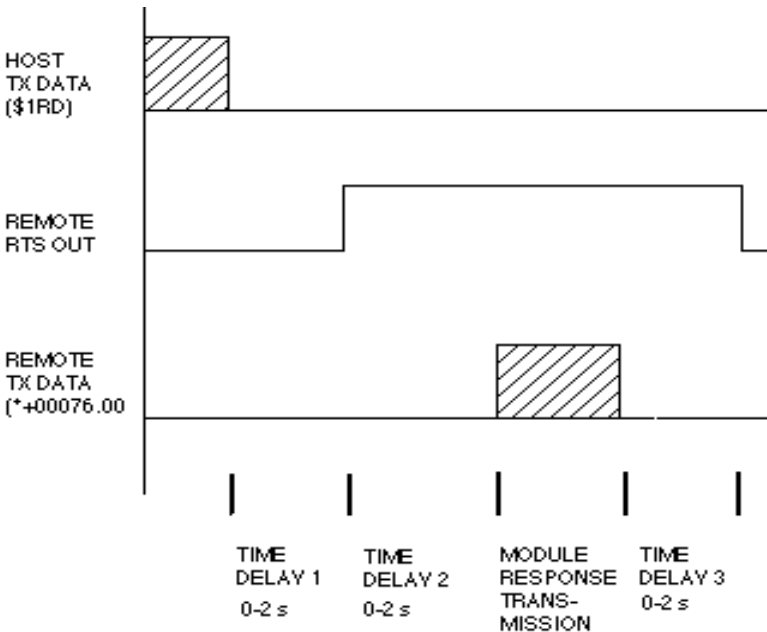 HOST
TX DATA
($1RD)
REMOTE
RTS OUT
REMOTE
TX DATA
(*+00076.00
TIME
DELAY 1
0-2 s
TIME
DELAY 2
0-2 s
MODULE
RESPONSE
TRANS-
MISSION
TIME
DELAY 3
0-2 s